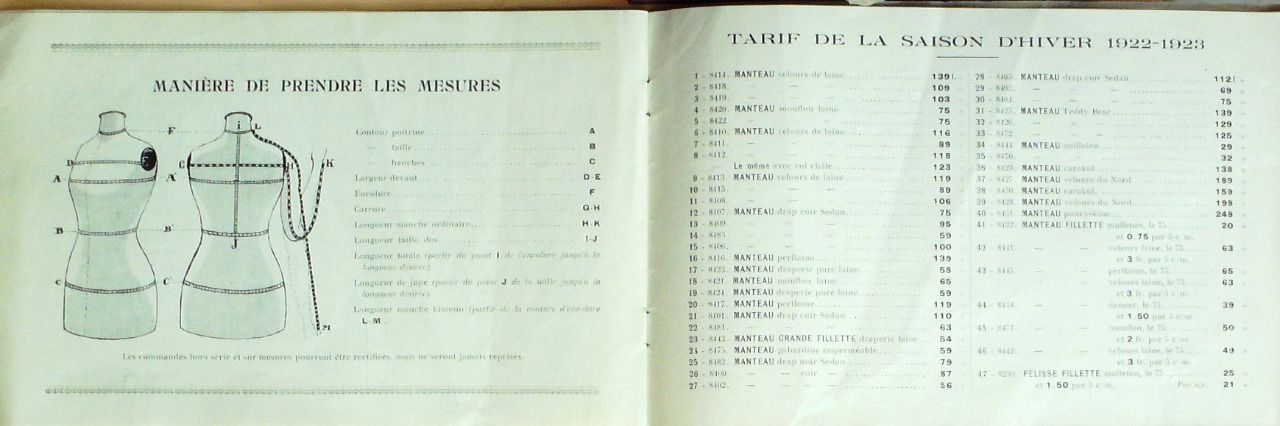 MANIÈRE DE PRENDRE LES MESURES
F L
D C H K
A A'
B B'
C C'
I
J
M
Contour poitrine A
— taille B
— hanches C
Largeur devant D-E
Encolure F
Carrure G-H
Longueur manche ordinaire H-K
Longueur taille dos I-J
Longueur totale (partir du point I de l'encolure jusqu'à la
longueur désirée)
Longueur de jupe (partir du point J de la taille jusqu'à la
longueur désirée)
Longueur manche kimono (partir de la couture d'encolure
L-M
Les commandes hors série et sur mesures pourront être rectifiées, mais ne seront jamais reprises.
TARIF DE LA SAISON D'HIVER 1922-1923
1 - 8414. MANTEAU velours de laine 139f. »
2 - 8418. — — 109
3 - 8419. — — 103
4 - 8420. MANTEAU mouflon laine 75
5 - 8422 — — 75
6 - 8410. MANTEAU velours de laine 116
7 - 8411. — — 89
8 - 8412. — — 118
Le même avec col châle 123
9 - 8413. MANTEAU velours de laine 119
10 - 8415. — — 89
11 - 8408. — — 106
12 - 8407. MANTEAU drap cuir Sedan 75
13 - 8409. — — 95
14 - 8483. — — 59
15 - 8406. — — 100
16 - 8416. MANTEAU perllaine 139
17 - 8423. MANTEAU draperie pure laine 58
18 - 8421. MANTEAU mouflon laine 65
19 - 8424. MANTEAU draperie pure laine 59
20 - 8417. MANTEAU perllaine 119
21 - 8401. MANTEAU drap cuir Sedan 110
22 - 8481. — — 63
23 - 8443. MANTEAU GRANDE FILLETTE draperie laine 54
24 - 8475. MANTEAU gabardine imperméable 59
25 - 8482. MANTEAU drap noir Sedan 79
26 - 8400. — — cuir — 87
27 - 8402. — — — 56
28 - 8405. MANTEAU drap cuir Sedan 112f. »
29 - 8403. — — 69
30 - 8404. — — 75
31 - 8425. MANTEAU Teddy Bear 139
32 - 8426. — — 129
33 - 8472. — — 125
34 - 8444. MANTEAU molleton 29
35 - 8470. — — 32
36 - 8429. MANTEAU carakul 138
37 - 8427. MANTEAU velours du Nord 189
38 - 8430. MANTEAU carakul 159
39 - 8428. MANTEAU velours du Nord 198
40 - 8431. MANTEAU poneyskine 248
41 - 8432. MANTEAU FILLETTE molleton, le 75 20
et 0.75 par 5 c/m.
42 - 8441. — — velours laine, le 75 63
et 3 fr. par 5 c/m.
43 - 8445. — — perllaine, le 75 65
velours laine, le 75 63
et 3 fr. par 5 c/m.
44 - 8434. — — damier, le 75 39
et 1.50 par 5 c/m.
45 - 8471. — — mouflon, le 75 50
et 2 fr. par 5 c/m.
46 - 8442. — — velours laine, le 75 49
et 3 fr. par 5 c/m.
47 - 8230. PELISSE FILLETTE molleton, le 75 25
et 1 50 par 5 c/m. Par six. 21